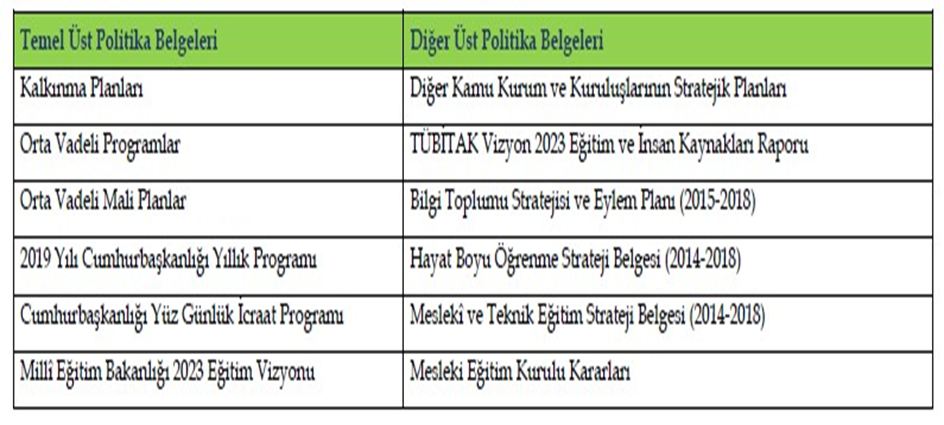 Temel Üst Politika Belgeleri Diğer Üst Politika Belgeleri
Kalkınma Planları Diğer Kamu Kurum ve Kuruluşlarının Stratejik Planları
Orta Vadeli Programlar TÜBİTAK Vizyon 2023 Eğitim ve İnsan Kaynakları Raporu
Orta Vadeli Mali Planlar Bilgi Toplumu Stratejisi ve Eylem Planı (2015-2018)
2019 Yılı Cumhurbaşkanlığı Yıllık Programı Hayat Boyu Öğrenme Strateji Belgesi (2014-2018)
Cumhurbaşkanlığı Yüz Günlük İcraat Programı Meslekî ve Teknik Eğitim Strateji Belgesi (2014-2018)
Millî Eğitim Bakanlığı 2023 Eğitim Vizyonu Mesleki Eğitim Kurulu Kararları